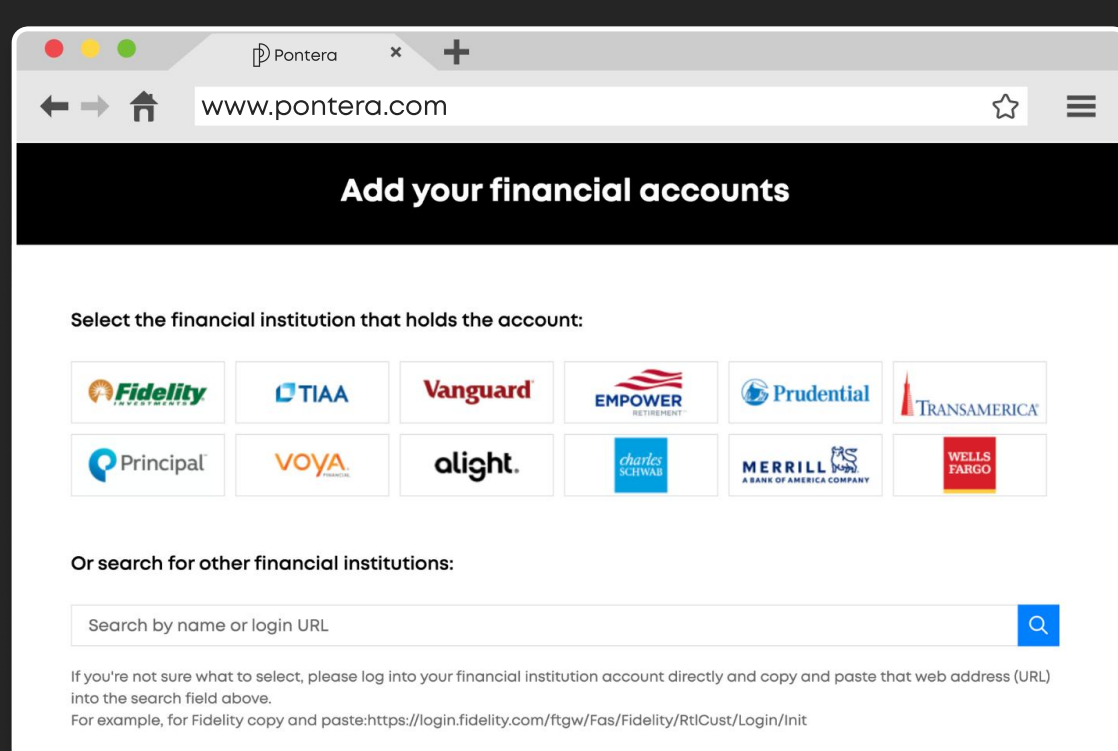 Pontera
www.pontera.com
Add your financial accounts
Select the financial institution that holds the account:
Fidelity INVESTMENTS
TIAA
Vanguard
EMPOWER RETIREMENT
Prudential
TRANSAMERICA
Principal
VOYA FINANCIAL
alight.
charles SCHWAB
MERRILL A BANK OF AMERICA COMPANY
WELLS FARGO
Or search for other financial institutions:
Search by name or login URL
If you're not sure what to select, please log into your financial institution account directly and copy and paste that web address (URL)
into the search field above.
For example, for Fidelity copy and paste:https://login.fidelity.com/ftgw/Fas/Fidelity/RtlCust/Login/Init